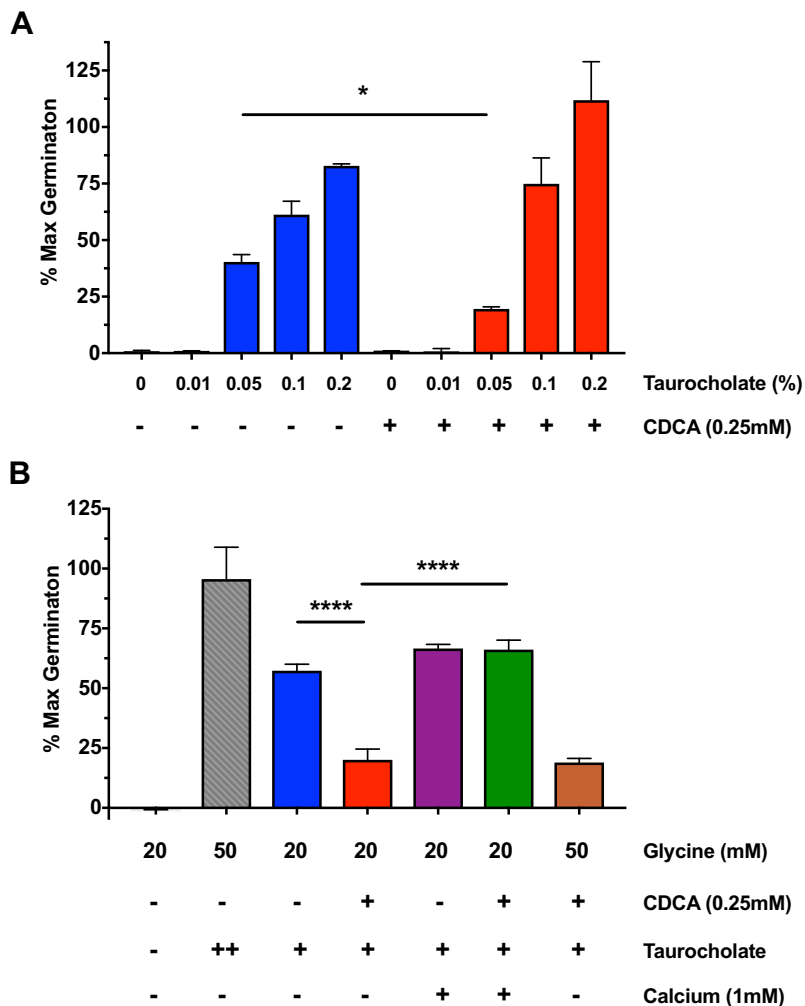 A
% Max Germinaton
125
100
75
50
25
0
*
0 0.01 0.05 0.1 0.2 0 0.01 0.05 0.1 0.2 Taurocholate (%)
- - - - - + + + + + CDCA (0.25mM)
B
% Max Germinaton
125
100
75
50
25
0
****
****
20 50 20 20 20 20 50 Glycine (mM)
- - - + - + + CDCA (0.25mM)
- ++ + + + + + Taurocholate
- - - - + + - Calcium (1mM)